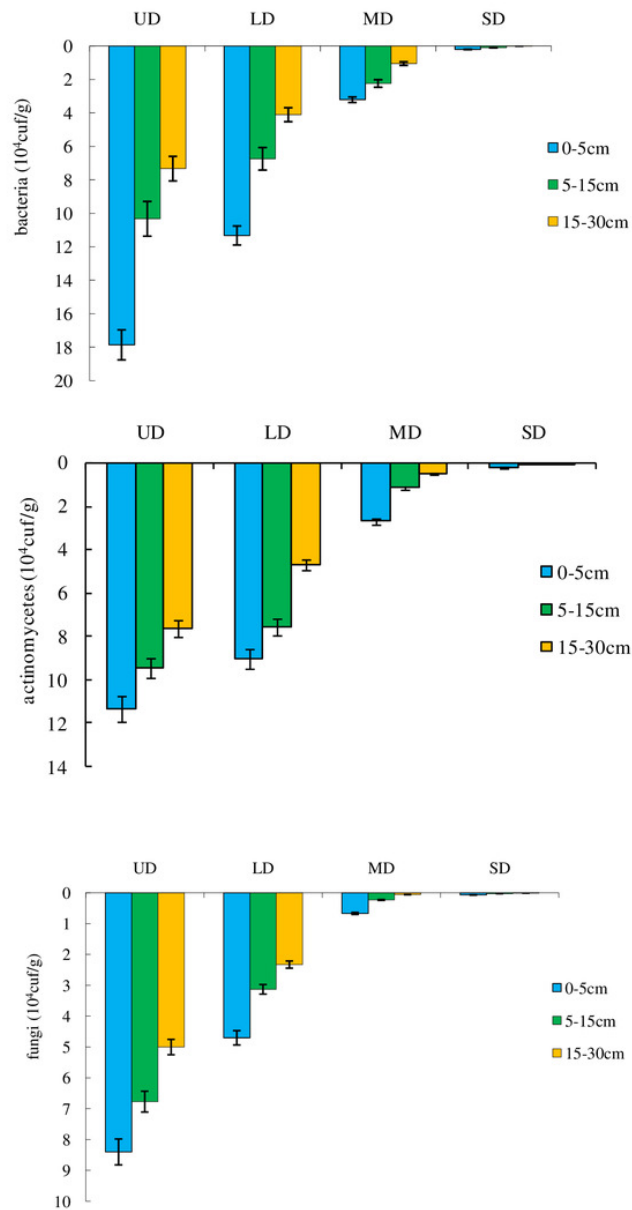 UD LD MD SD
0
2
4
6
8
10
12
14
16
18
20
bacteria (10⁴cuf/g)
0-5cm
5-15cm
15-30cm
UD LD MD SD
0
2
4
6
8
10
12
14
actinomycetes (10⁴cuf/g)
0-5cm
5-15cm
15-30cm
UD LD MD SD
0
1
2
3
4
5
6
7
8
9
10
fungi (10⁴cuf/g)
0-5cm
5-15cm
15-30cm